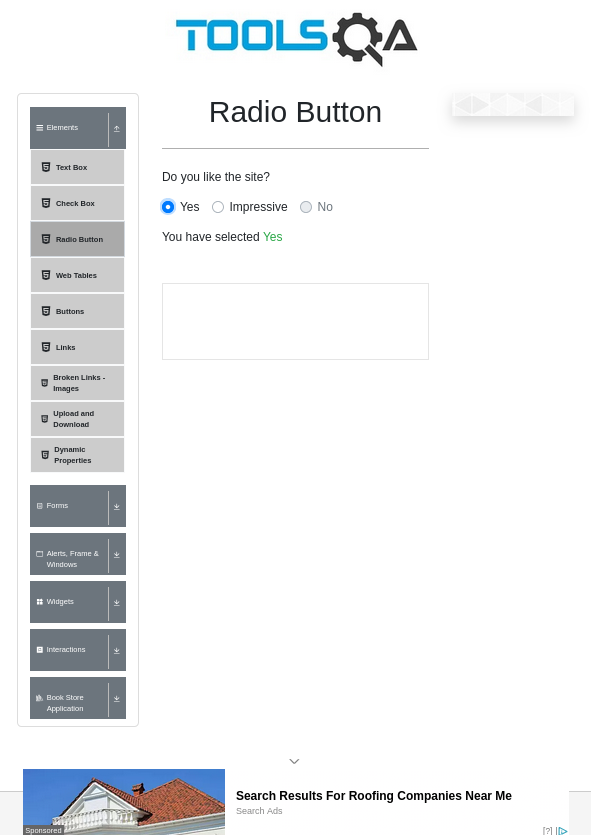 TOOLSQA
Elements
Text Box
Check Box
Radio Button
Web Tables
Buttons
Links
Broken Links -
Images
Upload and
Download
Dynamic
Properties
Forms
Alerts, Frame &
Windows
Widgets
Interactions
Book Store
Application
Radio Button
Do you like the site?
Yes Impressive No
You have selected Yes
Search Results For Roofing Companies Near Me
Search Ads
Sponsored
[?]